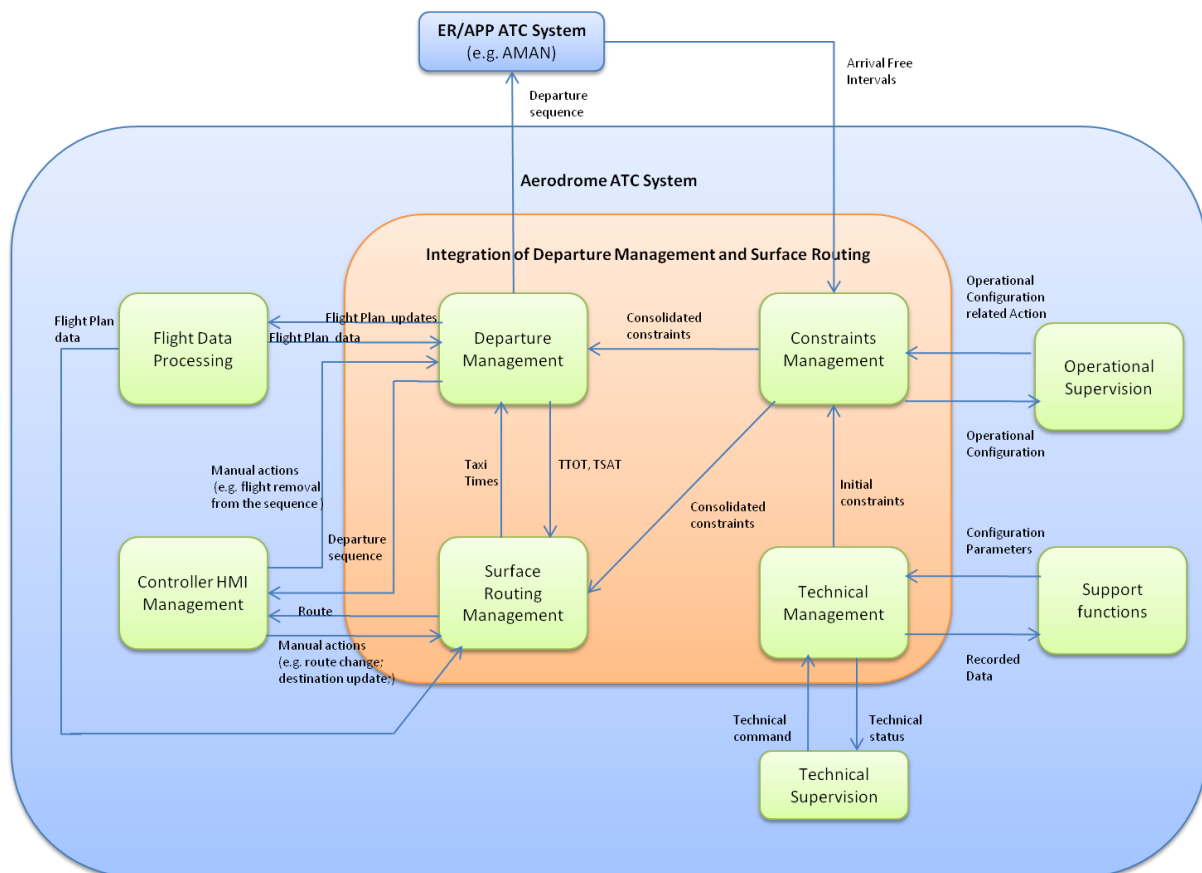 ER/APP ATC System
(e.g. AMAN)
Arrival Free
Intervals
Departure
sequence
Aerodrome ATC System
Integration of Departure Management and Surface Routing
Flight Plan
data
Flight Data
Processing
Flight Plan updates
Flight Plan data
Departure
Management
Consolidated
constraints
Constraints
Management
Operational
Configuration
related Action
Operational
Supervision
Operational
Configuration
Manual actions
(e.g. flight removal
from the sequence )
Taxi
Times
TTOT, TSAT
Consolidated
constraints
Initial
constraints
Departure
sequence
Configuration
Parameters
Controller HMI
Management
Surface
Routing
Management
Technical
Management
Support
functions
Route
Manual actions
(e.g. route change;
destination update;)
Recorded
Data
Technical
command
Technical
status
Technical
Supervision